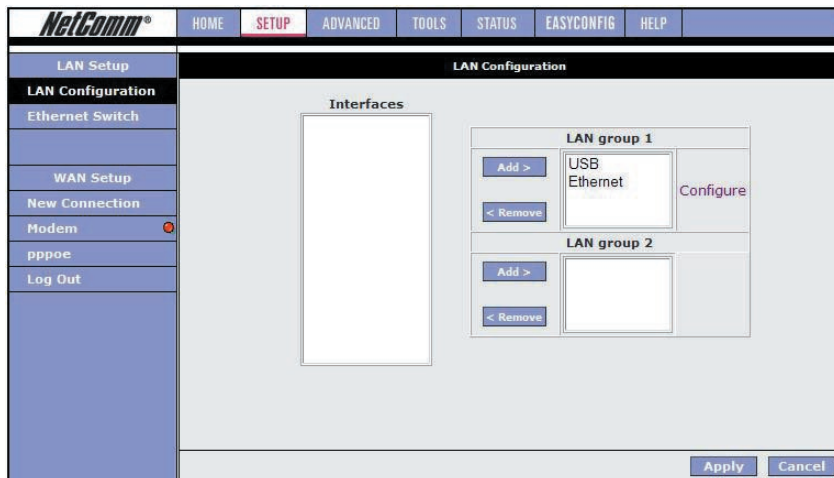 NetComm®
HOME SETUP ADVANCED TOOLS STATUS EASYCONFIG HELP
LAN Setup
LAN Configuration
Ethernet Switch
WAN Setup
New Connection
Modem
pppoe
Log Out
LAN Configuration
Interfaces
LAN group 1
Add >
< Remove
USB
Ethernet
Configure
LAN group 2
Add >
< Remove
Apply Cancel